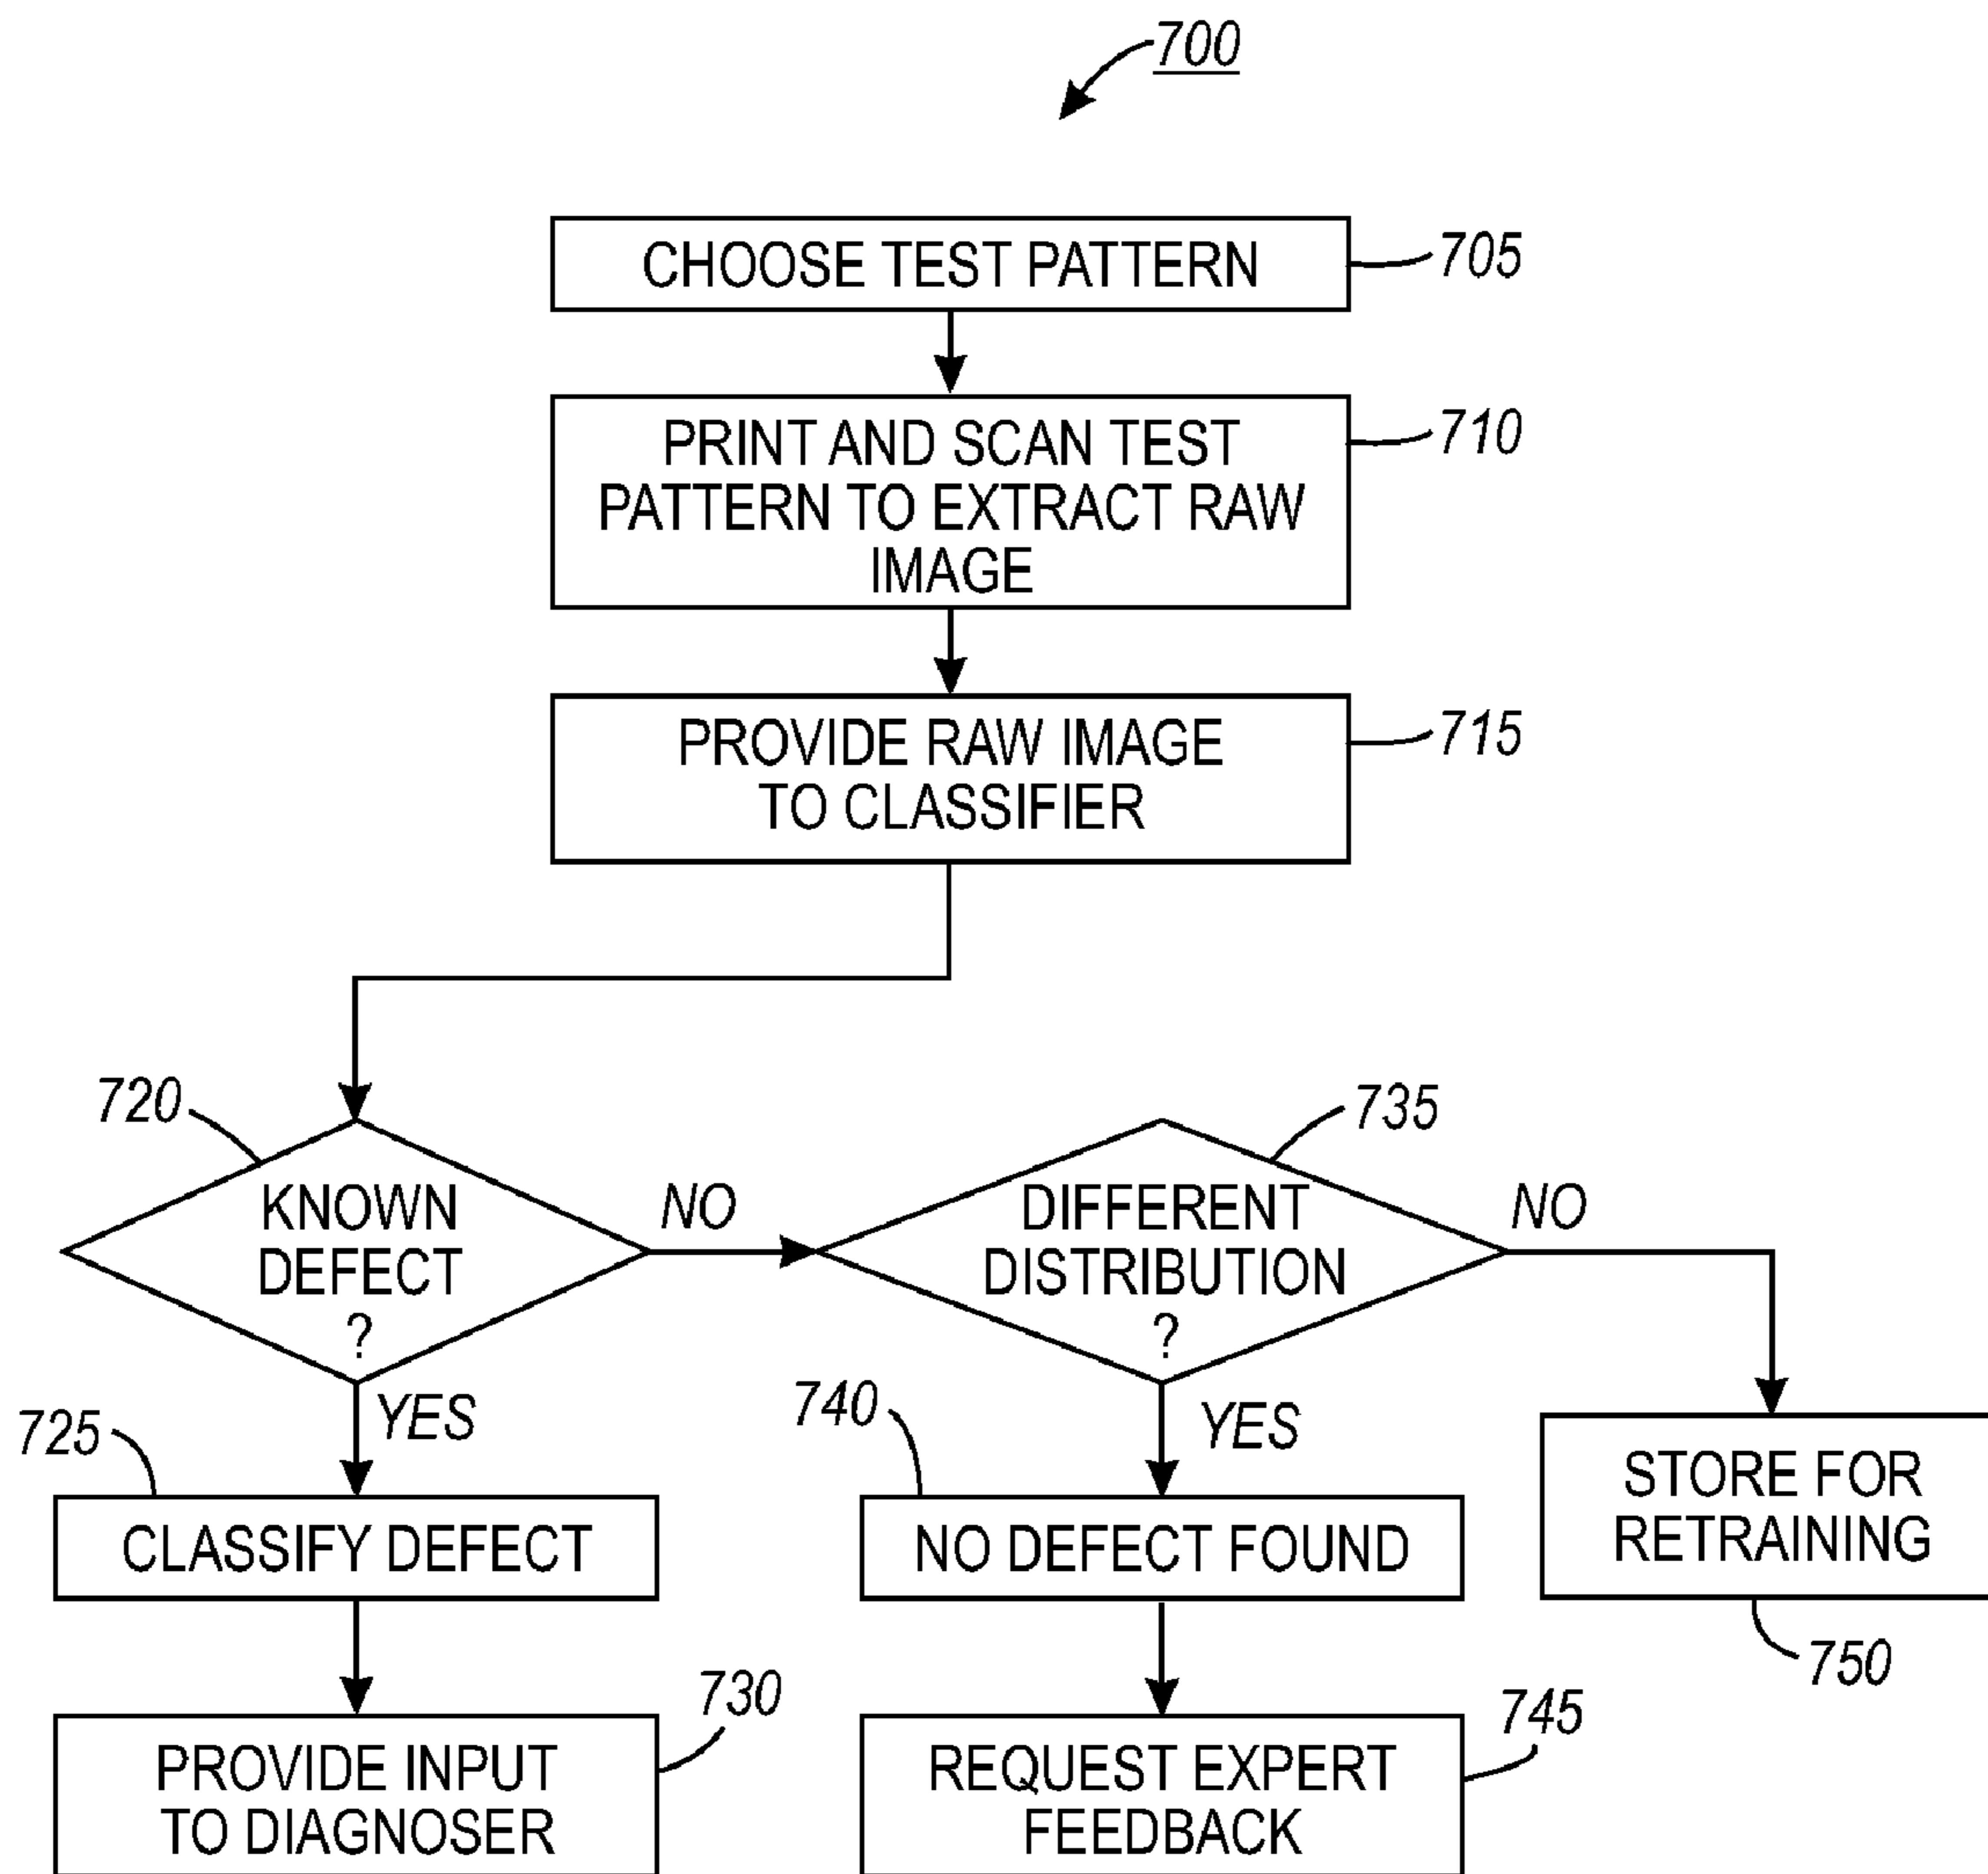 700
CHOOSE TEST PATTERN
705
PRINT AND SCAN TEST
PATTERN TO EXTRACT RAW
IMAGE
710
PROVIDE RAW IMAGE
TO CLASSIFIER
715
720
KNOWN
DEFECT
?
NO
735
DIFFERENT
DISTRIBUTION
?
NO
YES
725
CLASSIFY DEFECT
YES
740
NO DEFECT FOUND
STORE FOR
RETRAINING
750
730
PROVIDE INPUT
TO DIAGNOSER
745
REQUEST EXPERT
FEEDBACK